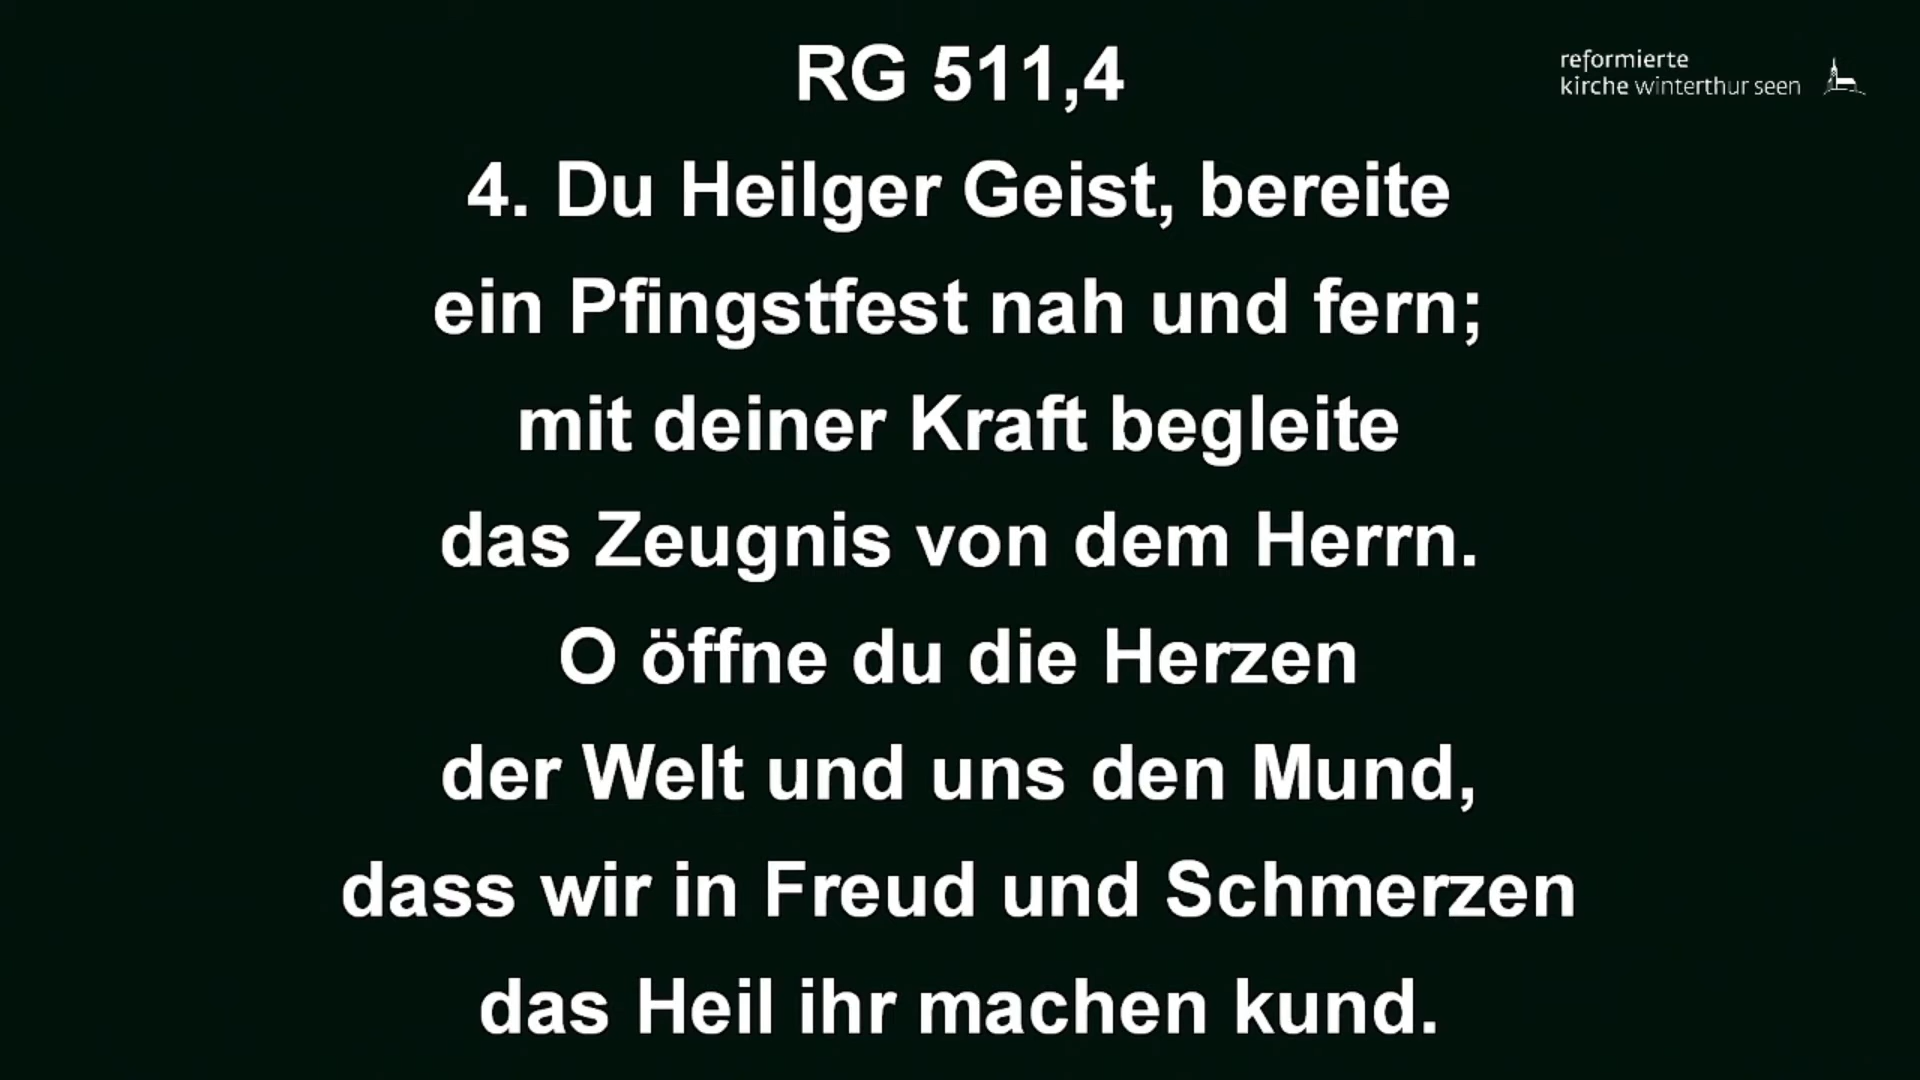 RG 511,4
reformierte
kirche winterthur seen
4. Du Heilger Geist, bereite
ein Pfingstfest nah und fern;
mit deiner Kraft begleite
das Zeugnis von dem Herrn.
O öffne du die Herzen
der Welt und uns den Mund,
dass wir in Freud und Schmerzen
das Heil ihr machen kund.